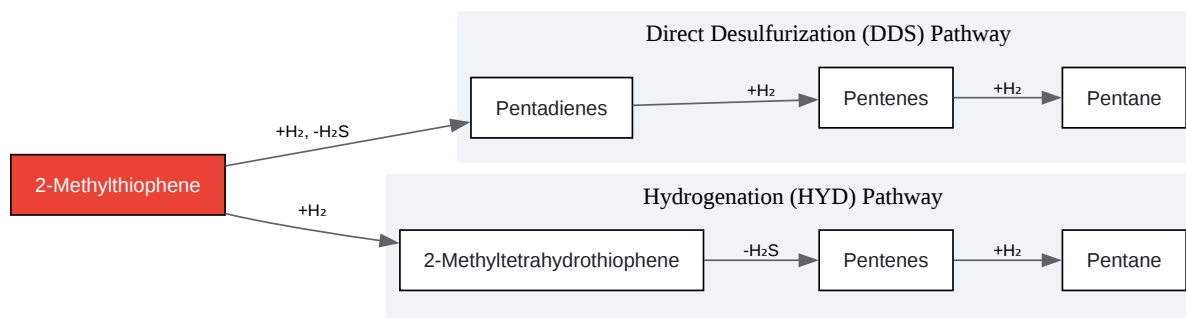 Direct Desulfurization (DDS) Pathway
Pentadienes
+H₂
Pentenes
+H₂
Pentane
+H₂, -H₂S
2-Methylthiophene
+H₂
Hydrogenation (HYD) Pathway
2-Methyltetrahydrothiophene
-H₂S
Pentenes
+H₂
Pentane